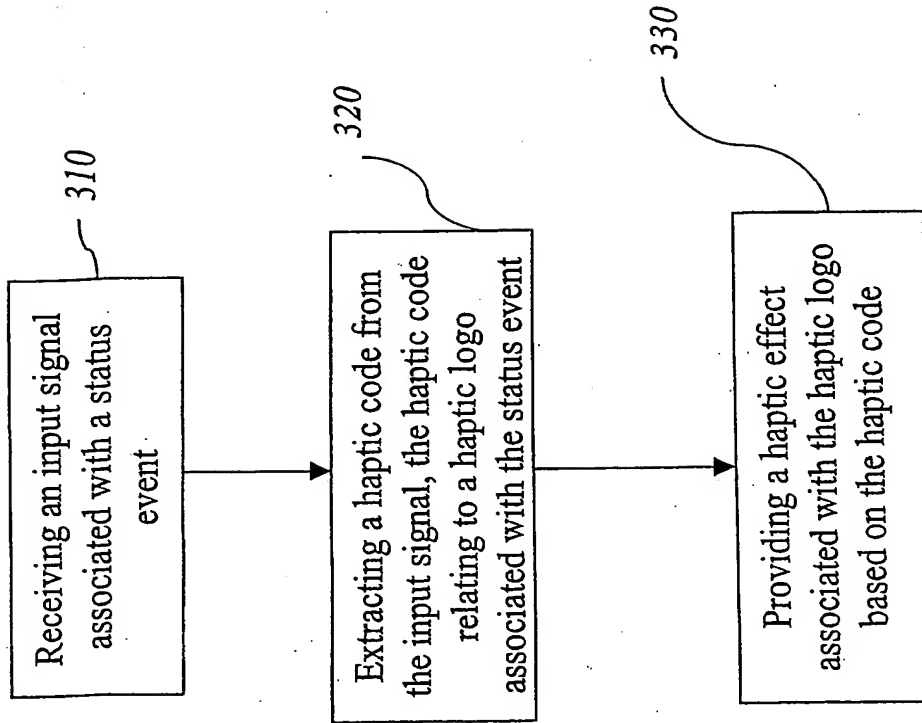 Receiving an input signal
associated with a status
event
310
Extracting a haptic code from
the input signal, the haptic code
relating to a haptic logo
associated with the status event
320
Providing a haptic effect
associated with the haptic logo
based on the haptic code
330